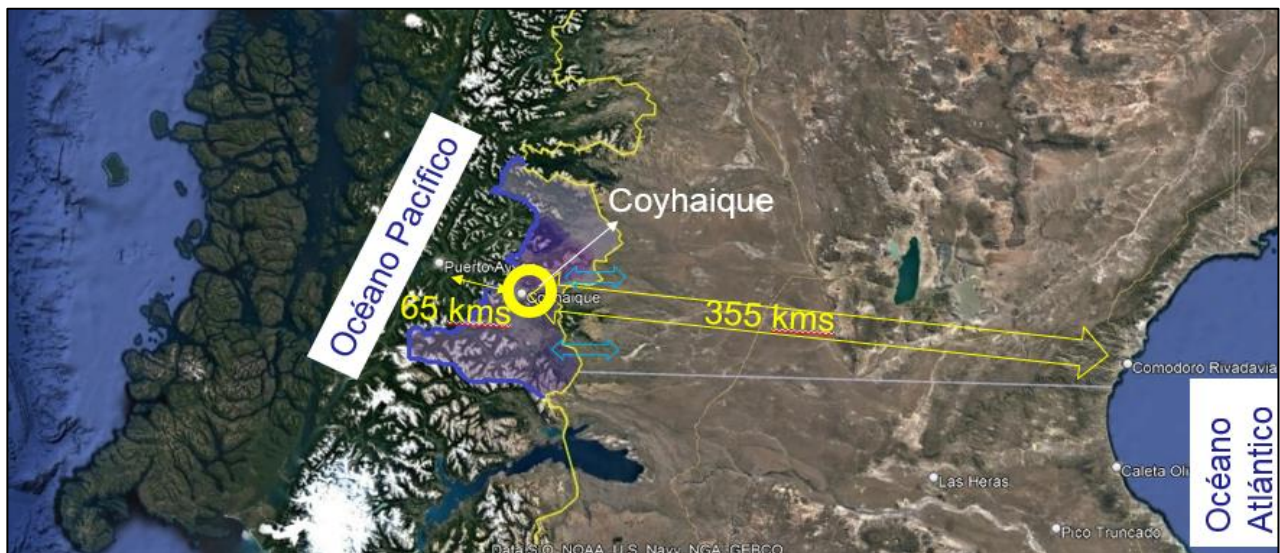 Océano Pacífico
Coyhaique
Puerto Ay
Coyhaique
65 kms
355 kms
Comodoro Rivadavia
Caleta Oli
Las Heras
Pico Truncado
Océano
Atlántico
Data SIO, NOAA, U.S. Navy, NGA, GEBCO